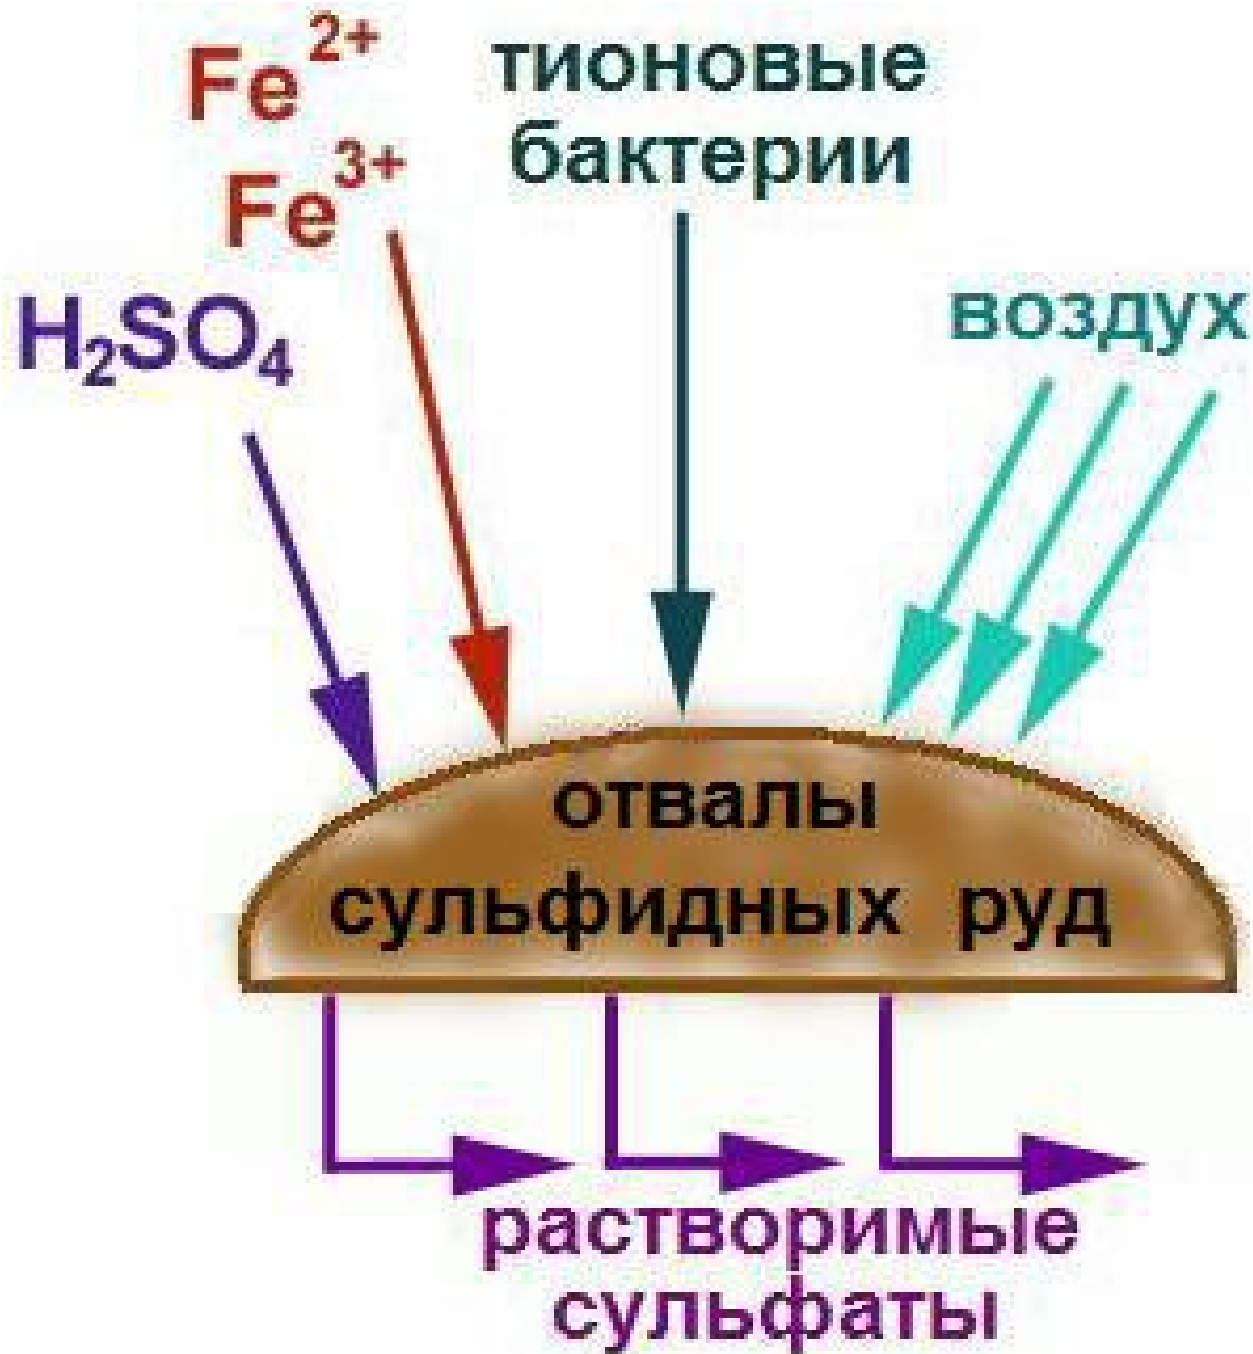 Fe²⁺
Fe³⁺
H₂SO₄
тионовые
бактерии
воздух
отвалы
сульфидных руд
растворимые
сульфаты